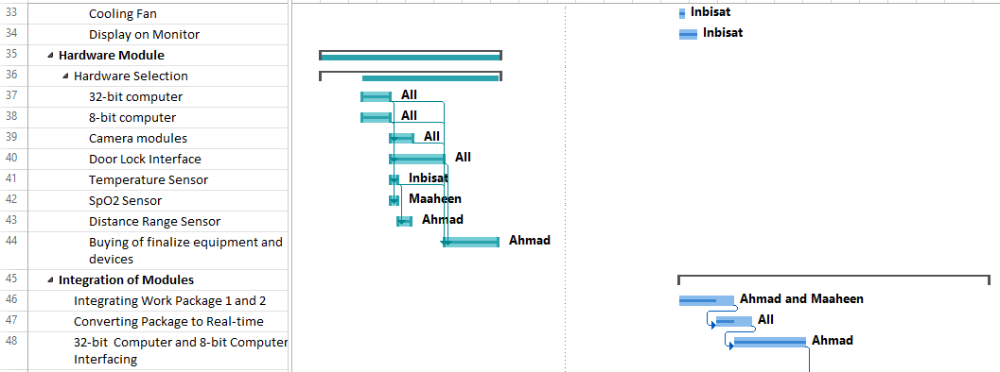 33 Cooling Fan Inbisat
34 Display on Monitor Inbisat
35 Hardware Module
36 Hardware Selection
37 32-bit computer All
38 8-bit computer All
39 Camera modules All
40 Door Lock Interface All
41 Temperature Sensor Inbisat
42 SpO2 Sensor Maaheen
43 Distance Range Sensor Ahmad
44 Buying of finalize equipment and Ahmad
devices
45 Integration of Modules
46 Integrating Work Package 1 and 2 Ahmad and Maaheen
47 Converting Package to Real-time All
48 32-bit Computer and 8-bit Computer Ahmad
Interfacing